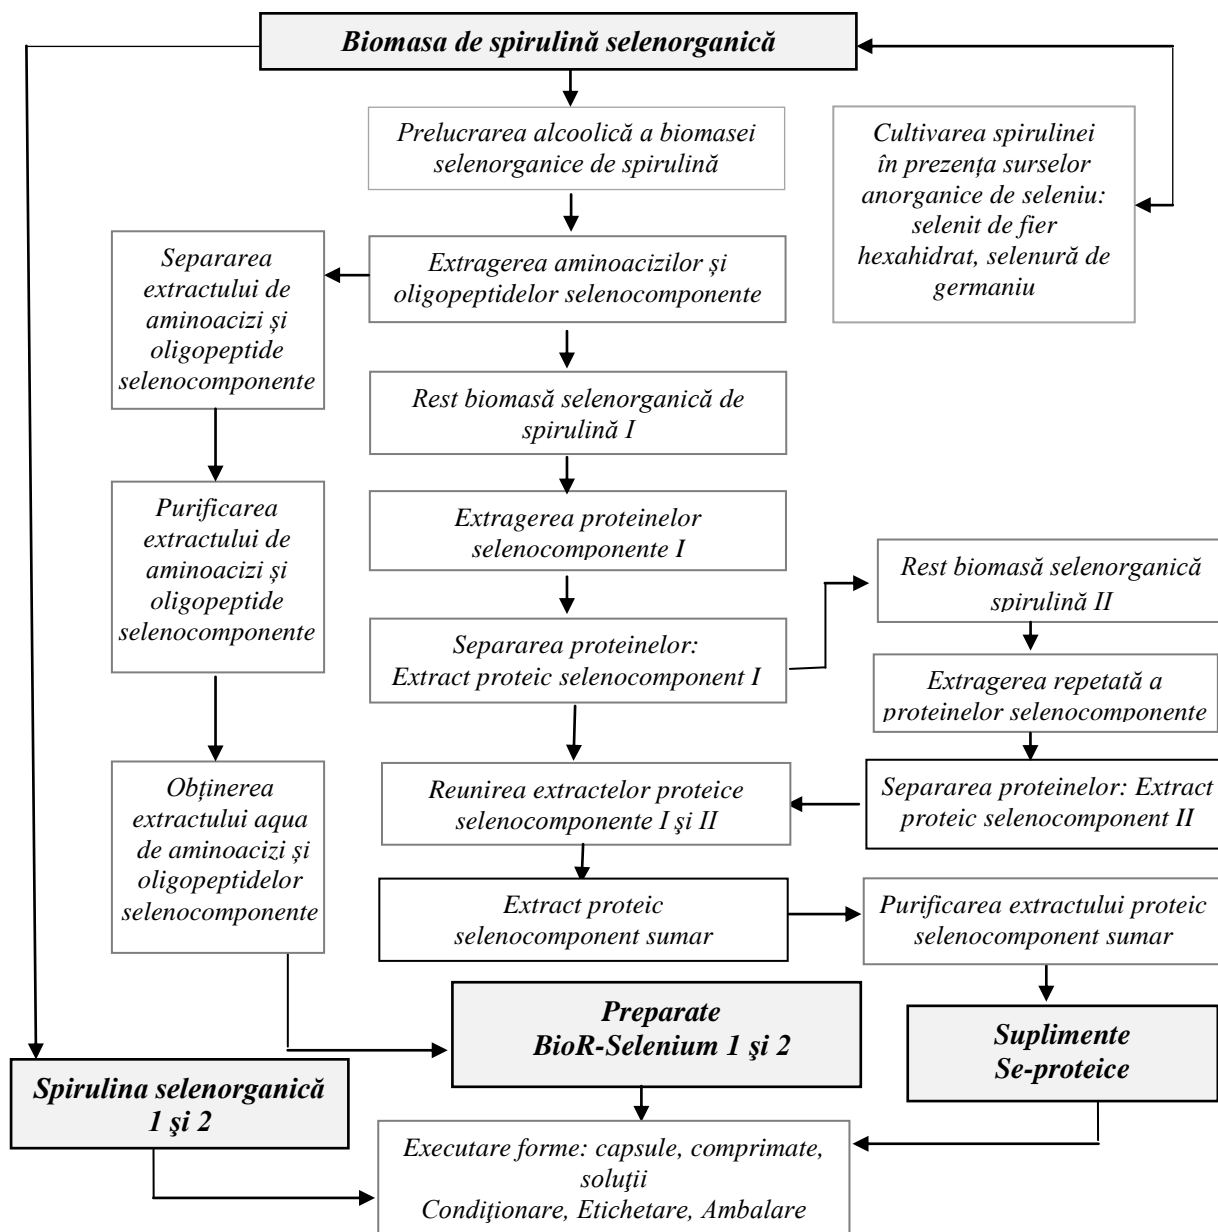 Biomasa de spirulină selenorganică
Prelucrarea alcoolică a biomasei
selenorganice de spirulină
Cultivarea spirulinei
în prezența surselor
anorganice de seleniu:
selenit de fier
hexahidrat, selenură de
germaniu
Separarea
extractului de
aminoacizi și
oligopeptide
selenocomponente
Extragerea aminoacizilor și
oligopeptidelor selenocomponente
Rest biomasă selenorganică de
spirulină I
Purificarea
extractului de
aminoacizi și
oligopeptide
selenocomponente
Extragerea proteinelor
selenocomponente I
Rest biomasă selenorganică
spirulină II
Separarea proteinelor:
Extract proteic selenocomponent I
Extragerea repetată a
proteinelor selenocomponente
Obținerea
extractului aqua
de aminoacizi și
oligopeptidelor
selenocomponente
Reunirea extractelor proteice
selenocomponente I şi II
Separarea proteinelor: Extract
proteic selenocomponent II
Extract proteic
selenocomponent sumar
Purificarea extractului proteic
selenocomponent sumar
Preparate
BioR-Selenium 1 şi 2
Suplimente
Se-proteice
Spirulina selenorganică
1 şi 2
Executare forme: capsule, comprimate,
soluţii
Condiţionare, Etichetare, Ambalare